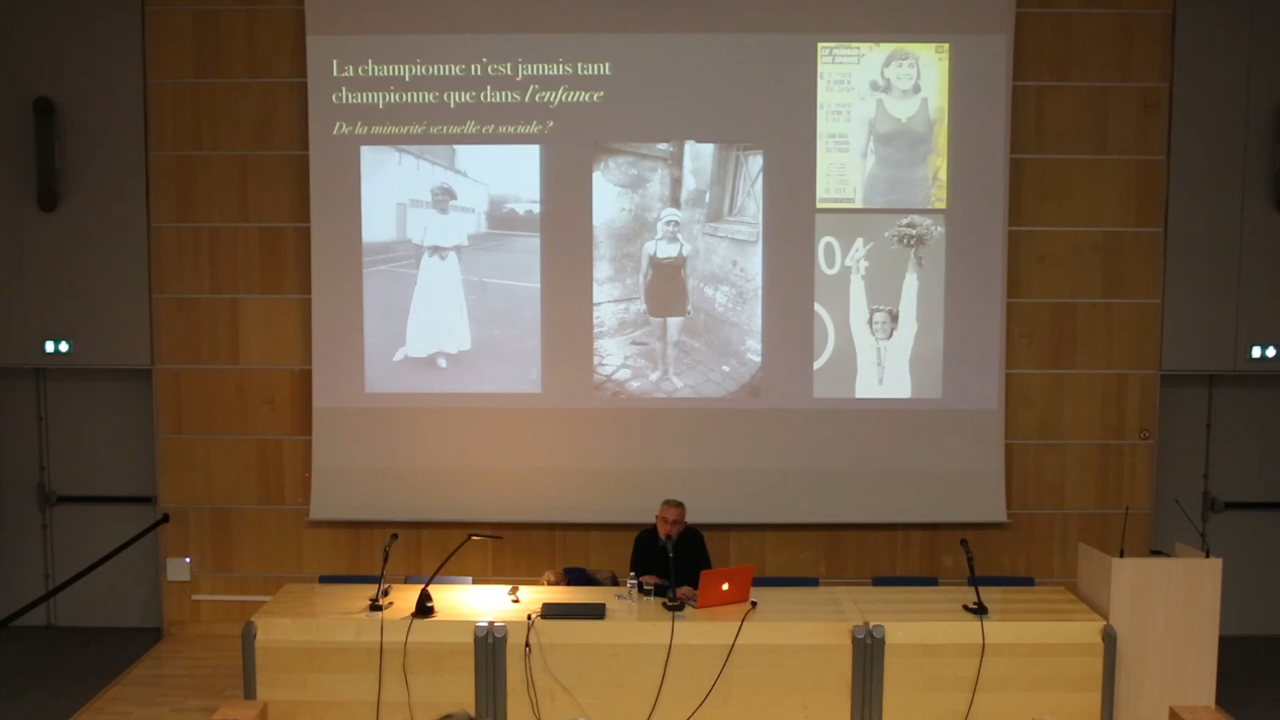 La championne n'est jamais tant
championne que dans l'enfance
De la minorité sexuelle et sociale ?
04